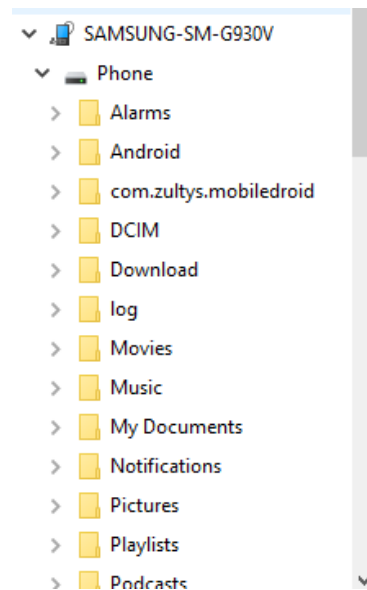 SAMSUNG-SM-G930V
Phone
Alarms
Android
com.zultys.mobiledroid
DCIM
Download
log
Movies
Music
My Documents
Notifications
Pictures
Playlists
Podcasts